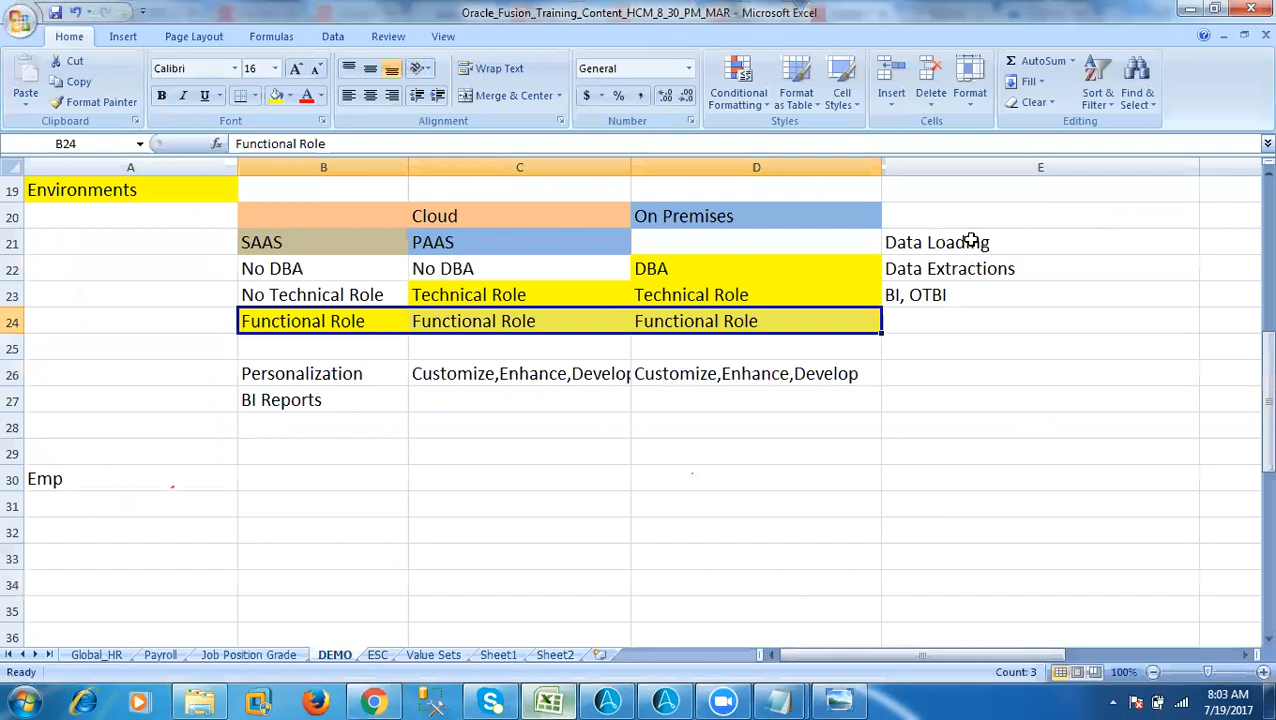 Oracle_Fusion_Training_Content_HCM_8_30_PM_MAR - Microsoft Excel
Home Insert Page Layout Formulas Data Review View
Paste
Cut
Copy
Format Painter
Clipboard
Calibri 16
B I U
Font
Wrap Text
Merge & Center
Alignment
General
$ % ,
Number
Conditional Formatting
Format as Table
Cell Styles
Styles
Insert Delete Format
Cells
Σ AutoSum
Fill
Clear
Sort & Filter
Find & Select
Editing
B24 fx Functional Role
A B C D E
19 Environments
20 Cloud On Premises
21 SAAS PAAS Data Loading
22 No DBA No DBA DBA Data Extractions
23 No Technical Role Technical Role Technical Role BI, OTBI
24 Functional Role Functional Role Functional Role
25
26 Personalization Customize,Enhance,Develop Customize,Enhance,Develop
27 BI Reports
28
29
30 Emp
31
32
33
34
35
36
Global_HR Payroll Job Position Grade DEMO ESC Value Sets Sheet1 Sheet2
Ready Count: 3 100%
8:03 AM
7/19/2017